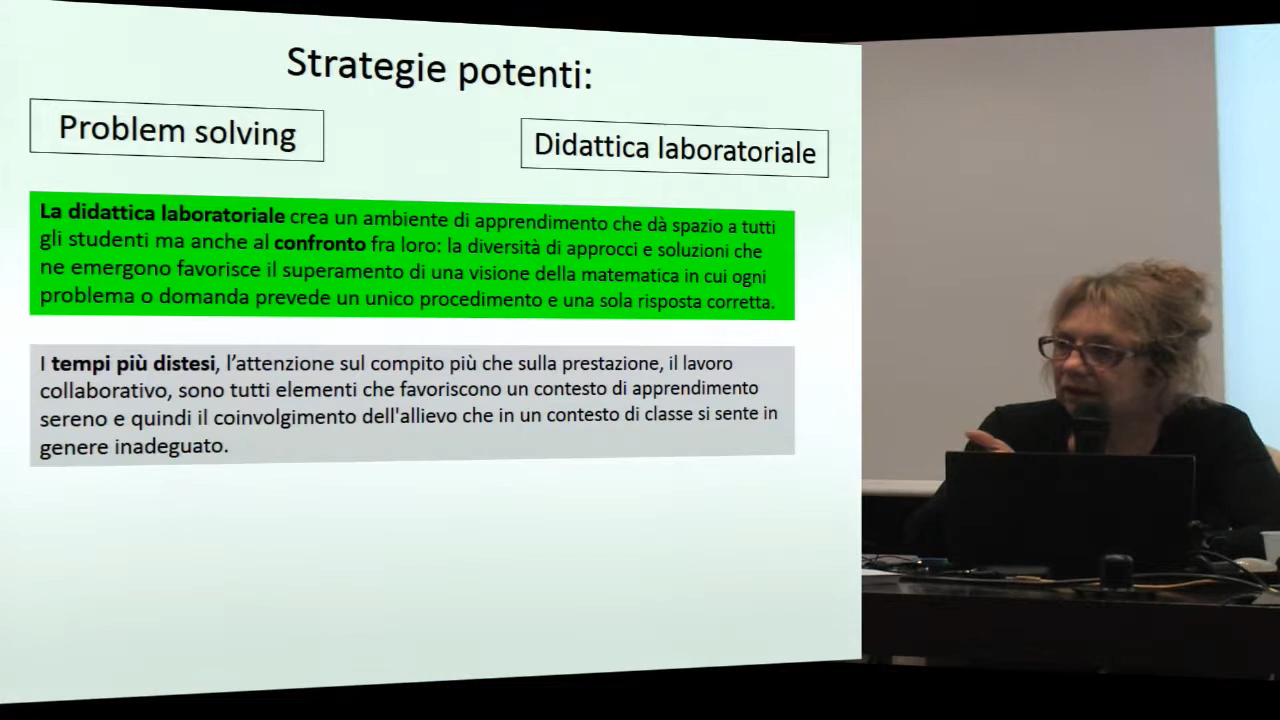 Strategie potenti:
Problem solving
Didattica laboratoriale
La didattica laboratoriale crea un ambiente di apprendimento che dà spazio a tutti
gli studenti ma anche al confronto fra loro: la diversità di approcci e soluzioni che
ne emergono favorisce il superamento di una visione della matematica in cui ogni
problema o domanda prevede un unico procedimento e una sola risposta corretta.
I tempi più distesi, l’attenzione sul compito più che sulla prestazione, il lavoro
collaborativo, sono tutti elementi che favoriscono un contesto di apprendimento
sereno e quindi il coinvolgimento dell'allievo che in un contesto di classe si sente in
genere inadeguato.